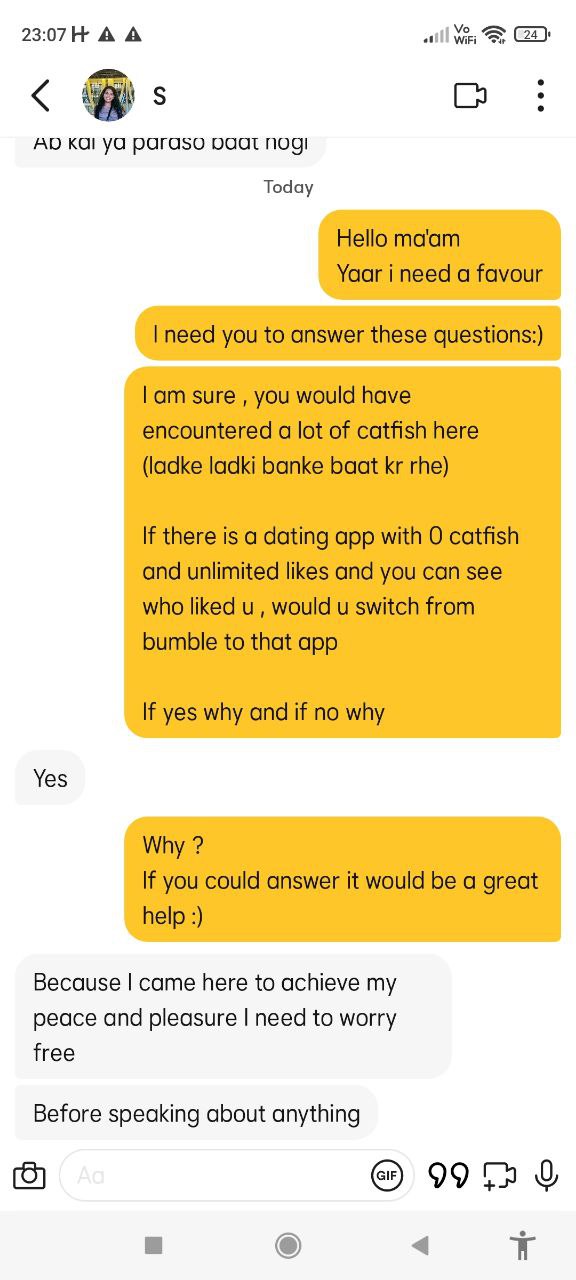 23:07
Vo
WiFi
24
S
Ab kal ya paraso baat hogi
Today
Hello ma'am
Yaar i need a favour
I need you to answer these questions:)
I am sure , you would have
encountered a lot of catfish here
(ladke ladki banke baat kr rhe)
If there is a dating app with 0 catfish
and unlimited likes and you can see
who liked u , would u switch from
bumble to that app
If yes why and if no why
Yes
Why ?
If you could answer it would be a great
help :)
Because I came here to achieve my
peace and pleasure I need to worry
free
Before speaking about anything
Aa
GIF